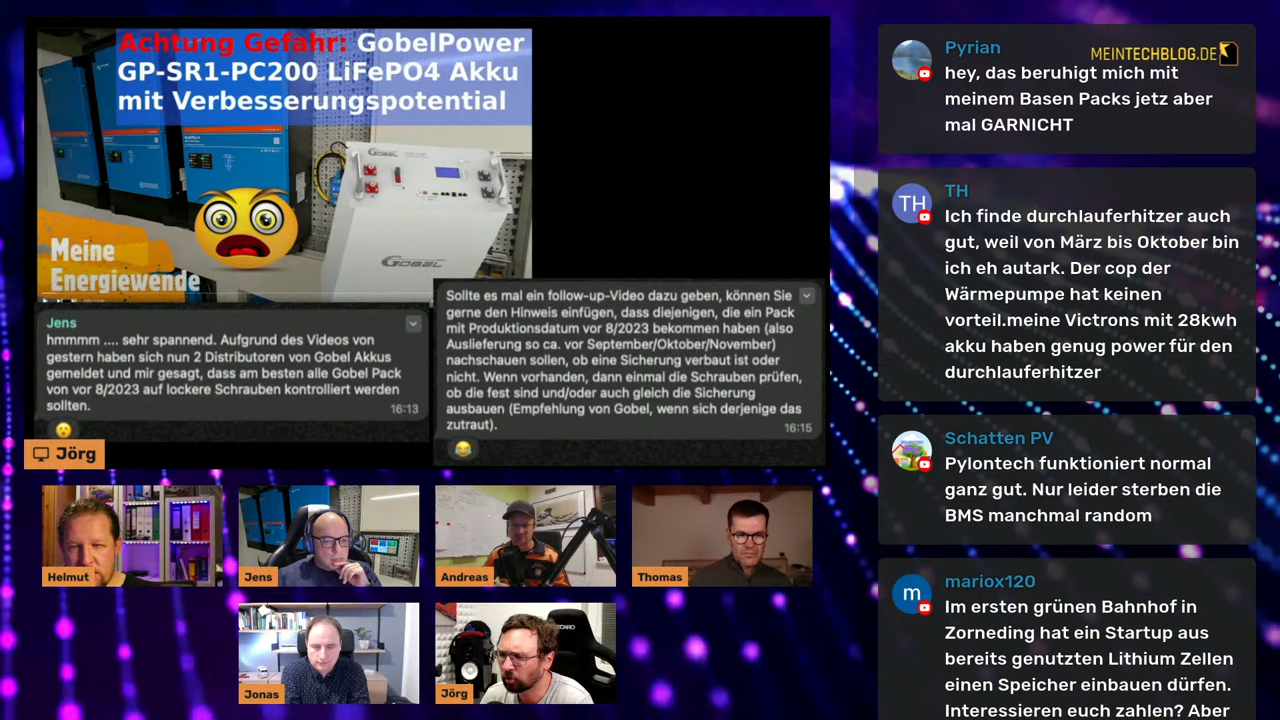 Achtung Gefahr: GobelPower
GP-SR1-PC200 LiFePO4 Akku
mit Verbesserungspotential
GOBEL
GOBEL
Meine
Energiewende
Jens
hmmmm .... sehr spannend. Aufgrund des Videos von
gestern haben sich nun 2 Distributoren von Gobel Akkus
gemeldet und mir gesagt, dass am besten alle Gobel Pack
von vor 8/2023 auf lockere Schrauben kontrolliert werden
sollten.
16:13
Sollte es mal ein follow-up-Video dazu geben, können Sie
gerne den Hinweis einfügen, dass diejenigen, die ein Pack
mit Produktionsdatum vor 8/2023 bekommen haben (also
Auslieferung so ca. vor September/Oktober/November)
nachschauen sollen, ob eine Sicherung verbaut ist oder
nicht. Wenn vorhanden, dann einmal die Schrauben prüfen,
ob die fest sind und/oder auch gleich die Sicherung
ausbauen (Empfehlung von Gobel, wenn sich derjenige das
zutraut).
16:15
Jörg
Helmut
Jens
Andreas
Thomas
Jonas
Jörg
MEINTECHBLOG.DE
Pyrian
hey, das beruhigt mich mit
meinem Basen Packs jetz aber
mal GARNICHT
TH
TH
Ich finde durchlauferhitzer auch
gut, weil von März bis Oktober bin
ich eh autark. Der cop der
Wärmepumpe hat keinen
vorteil.meine Victrons mit 28kwh
akku haben genug power für den
durchlauferhitzer
Schatten PV
Pylontech funktioniert normal
ganz gut. Nur leider sterben die
BMS manchmal random
m
mariox120
Im ersten grünen Bahnhof in
Zorneding hat ein Startup aus
bereits genutzten Lithium Zellen
einen Speicher einbauen dürfen.
Interessieren euch zahlen? Aber